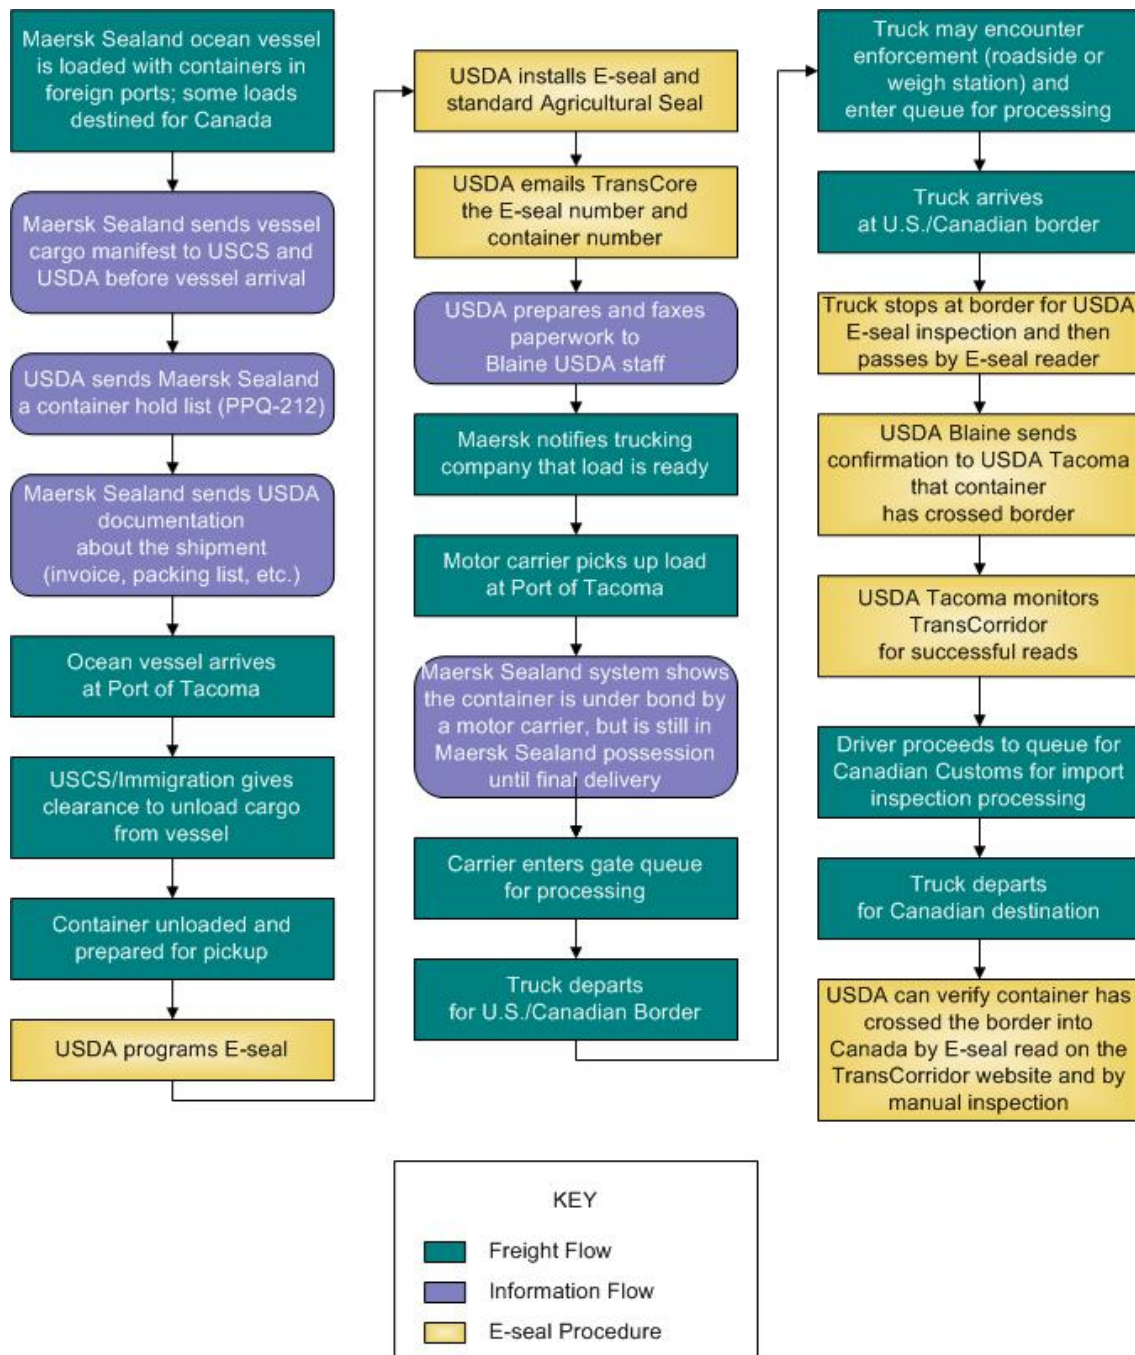 Maersk Sealand ocean vessel
is loaded with containers in
foreign ports; some loads
destined for Canada
Maersk Sealand sends vessel
cargo manifest to USCS and
USDA before vessel arrival
USDA sends Maersk Sealand
a container hold list (PPQ-212)
Maersk Sealand sends USDA
documentation
about the shipment
(invoice, packing list, etc.)
Ocean vessel arrives
at Port of Tacoma
USCS/Immigration gives
clearance to unload cargo
from vessel
Container unloaded and
prepared for pickup
USDA programs E-seal
USDA installs E-seal and
standard Agricultural Seal
USDA emails TransCore
the E-seal number and
container number
USDA prepares and faxes
paperwork to
Blaine USDA staff
Maersk notifies trucking
company that load is ready
Motor carrier picks up load
at Port of Tacoma
Maersk Sealand system shows
the container is under bond by
a motor carrier, but is still in
Maersk Sealand possession
until final delivery
Carrier enters gate queue
for processing
Truck departs
for U.S./Canadian Border
Truck may encounter
enforcement (roadside or
weigh station) and
enter queue for processing
Truck arrives
at U.S./Canadian border
Truck stops at border for USDA
E-seal inspection and then
passes by E-seal reader
USDA Blaine sends
confirmation to USDA Tacoma
that container
has crossed border
USDA Tacoma monitors
TransCorridor
for successful reads
Driver proceeds to queue for
Canadian Customs for import
inspection processing
Truck departs
for Canadian destination
USDA can verify container has
crossed the border into
Canada by E-seal read on the
TransCorridor website and by
manual inspection
KEY
Freight Flow
Information Flow
E-seal Procedure